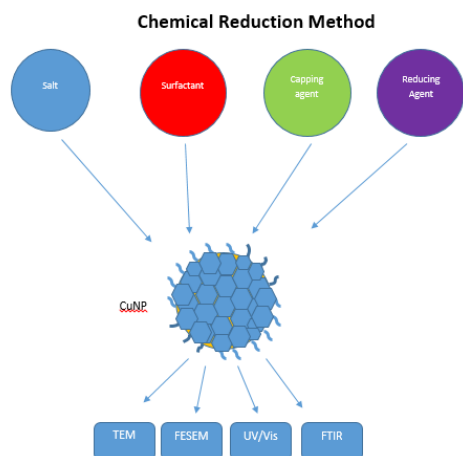 Chemical Reduction Method
Salt
Surfactant
Capping
agent
Reducing
Agent
CuNP
TEM
FESEM
UV/Vis
FTIR